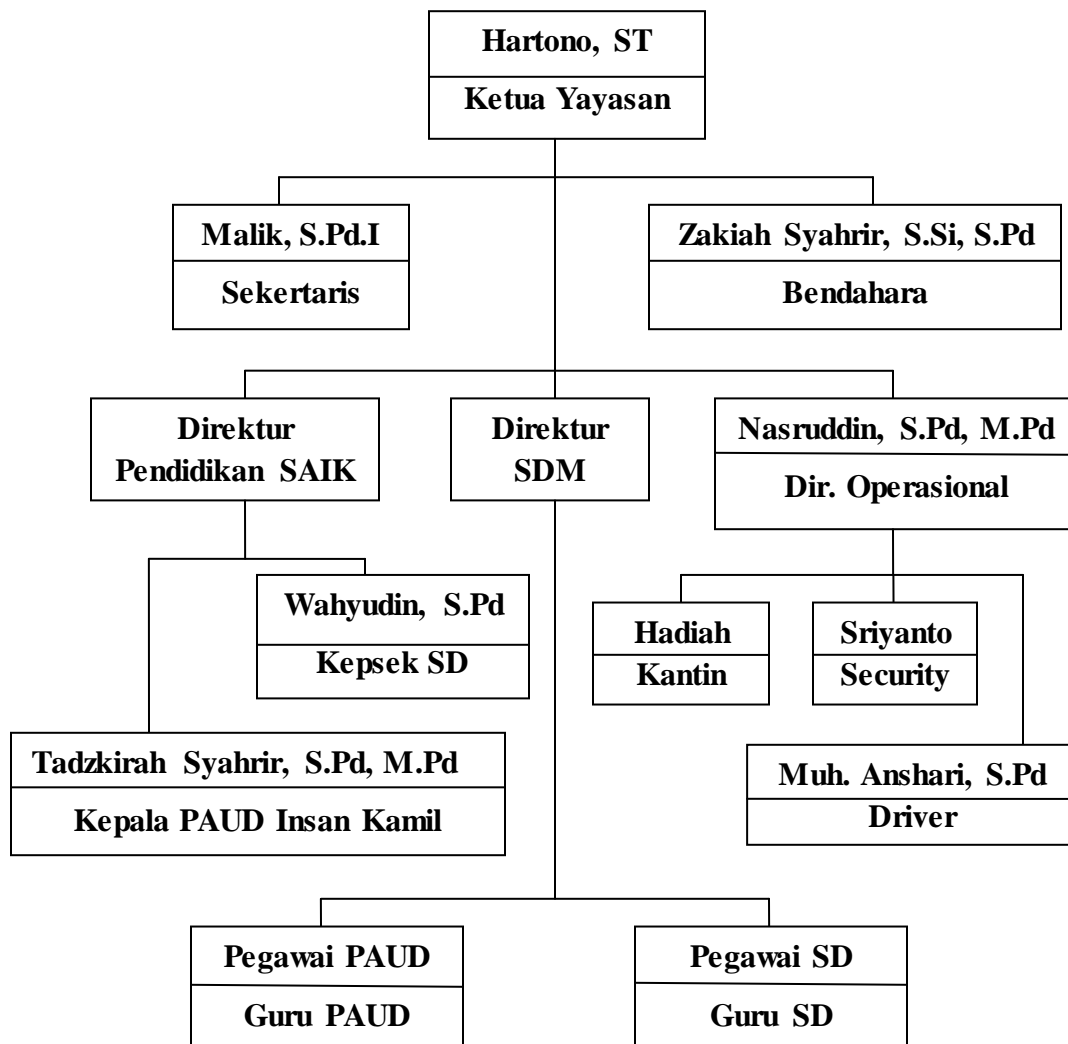 Hartono, ST
Ketua Yayasan
Malik, S.Pd.I
Sekertaris
Zakiah Syahrir, S.Si, S.Pd
Bendahara
Direktur
Pendidikan SAIK
Direktur
SDM
Nasruddin, S.Pd, M.Pd
Dir. Operasional
Wahyudin, S.Pd
Kepsek SD
Hadiah
Kantin
Sriyanto
Security
Tadzkirah Syahrir, S.Pd, M.Pd
Kepala PAUD Insan Kamil
Muh. Anshari, S.Pd
Driver
Pegawai PAUD
Guru PAUD
Pegawai SD
Guru SD